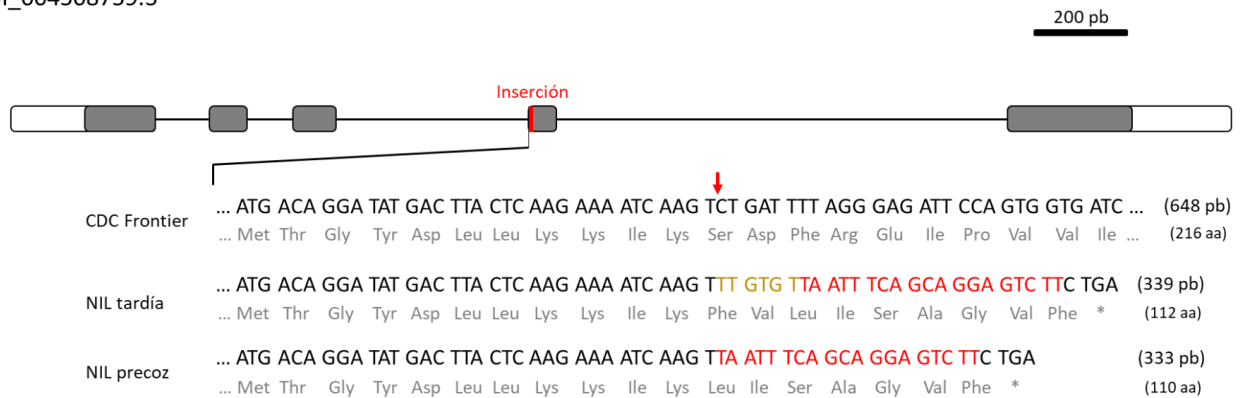 200 pb
Inserción
CDC Frontier ... ATG ACA GGA TAT GAC TTA CTC AAG AAA ATC AAG TCT GAT TTT AGG GAG ATT CCA GTG GTG ATC ... (648 pb)
... Met Thr Gly Tyr Asp Leu Leu Lys Lys Ile Lys Ser Asp Phe Arg Glu Ile Pro Val Val Ile ... (216 aa)
NIL tardía ... ATG ACA GGA TAT GAC TTA CTC AAG AAA ATC AAG TTT GTG TTA ATT TCA GCA GGA GTC TTC TGA (339 pb)
... Met Thr Gly Tyr Asp Leu Leu Lys Lys Ile Lys Phe Val Leu Ile Ser Ala Gly Val Phe * (112 aa)
NIL precoz ... ATG ACA GGA TAT GAC TTA CTC AAG AAA ATC AAG TTA ATT TCA GCA GGA GTC TTC TGA (333 pb)
... Met Thr Gly Tyr Asp Leu Leu Lys Lys Ile Lys Leu Ile Ser Ala Gly Val Phe * (110 aa)